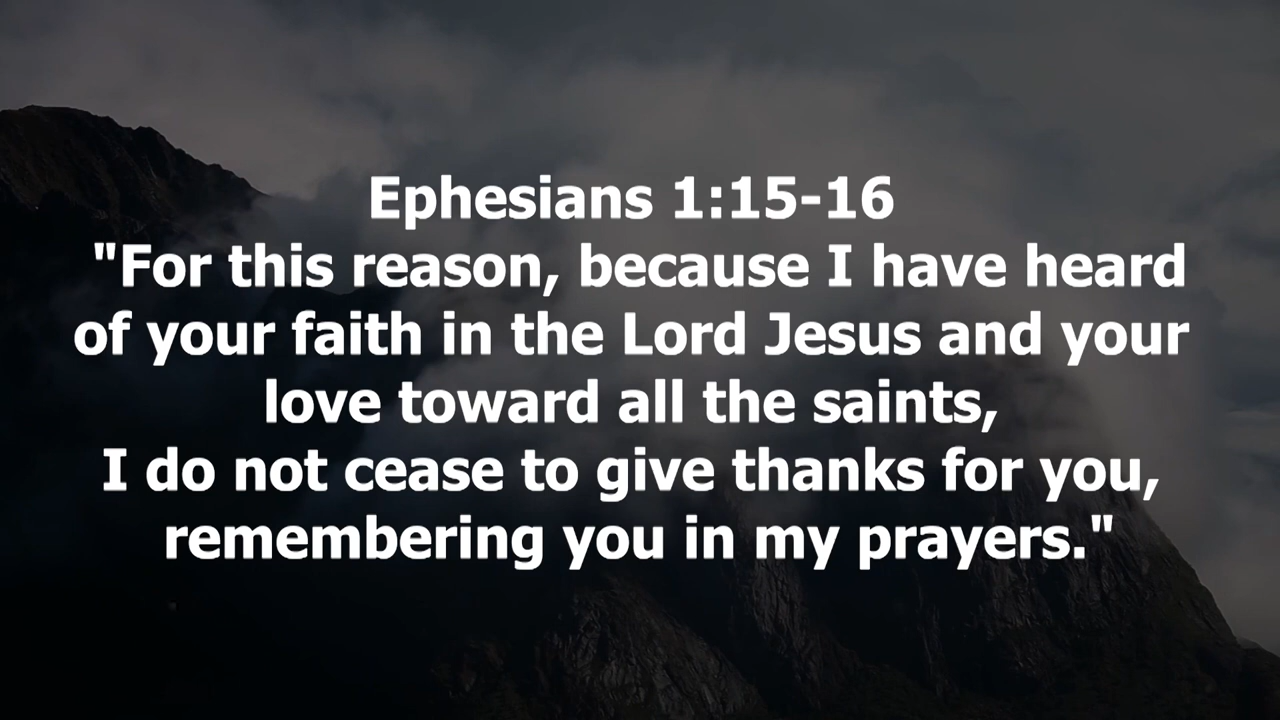 Ephesians 1:15-16
"For this reason, because I have heard
of your faith in the Lord Jesus and your
love toward all the saints,
I do not cease to give thanks for you,
remembering you in my prayers."